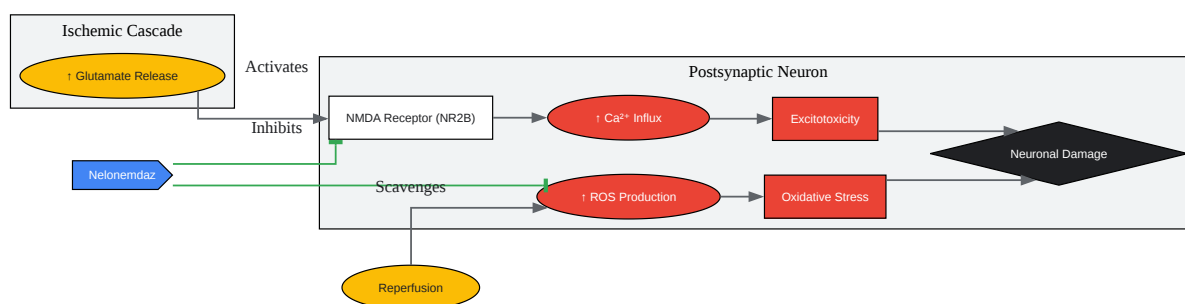 Ischemic Cascade
↑ Glutamate Release
Activates
Postsynaptic Neuron
NMDA Receptor (NR2B)
↑ Ca²⁺ Influx
Excitotoxicity
Inhibits
Neuronal Damage
Nelonemdaz
Scavenges
↑ ROS Production
Oxidative Stress
Reperfusion